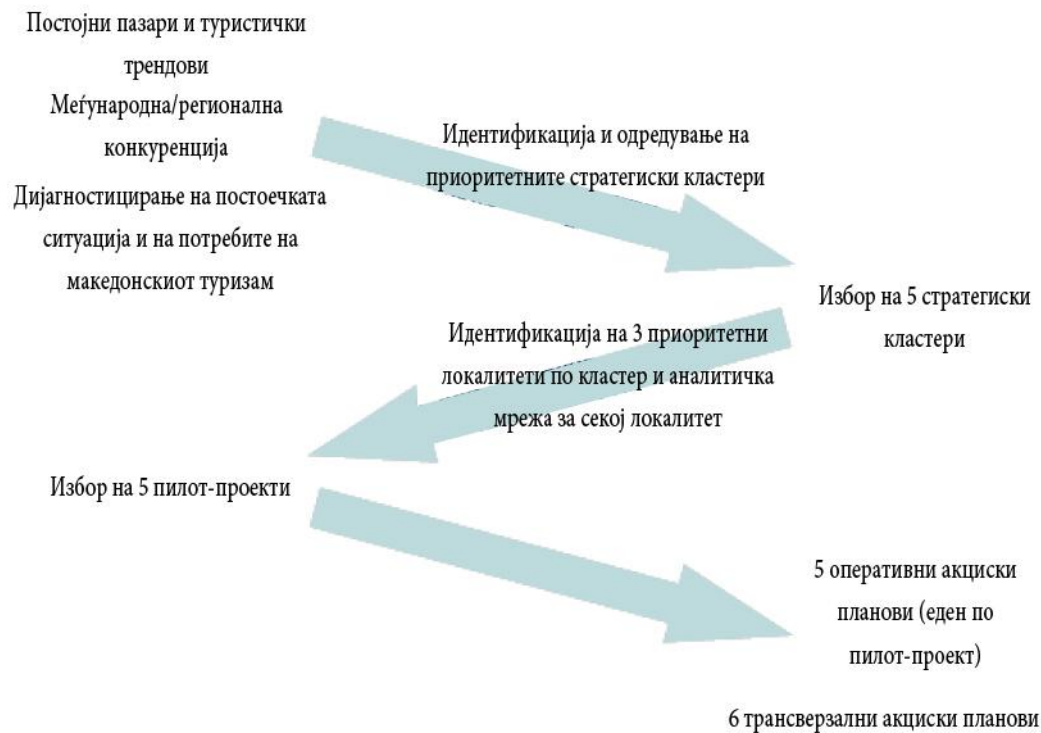 Постојни пазари и туристички
трендови
Меѓународна/регионална
конкуренција
Дијагностицирање на постоечката
ситуација и на потребите на
македонскиот туризам
Идентификација и одредување на
приоритетните стратегиски кластери
Избор на 5 стратегиски
кластери
Идентификација на 3 приоритетни
локалитети по кластер и аналитичка
мрежа за секој локалитет
Избор на 5 пилот-проекти
5 оперативни акциски
планови (еден по
пилот-проект)
6 трансверзални акциски планови